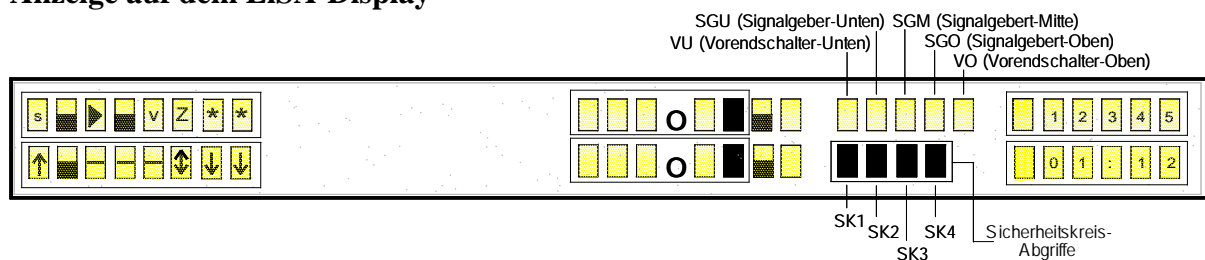 Anzeige auf dem LiSA-Display
SGU (Signalgeber-Unten) SGM (Signalgebert-Mitte)
VU (Vorendschalter-Unten) SGO (Signalgebert-Oben)
VO (Vorendschalter-Oben)
s v Z * * O 1 2 3 4 5
↑ — — — ↕ ↓ ↓ O 0 1 : 1 2
SK1 SK2 SK3 SK4 Sicherheitskreis-
Abgriffe